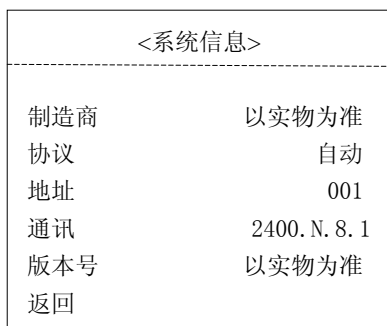 <系统信息>
制造商 以实物为准
协议 自动
地址 001
通讯 2400.N.8.1
版本号 以实物为准
返回